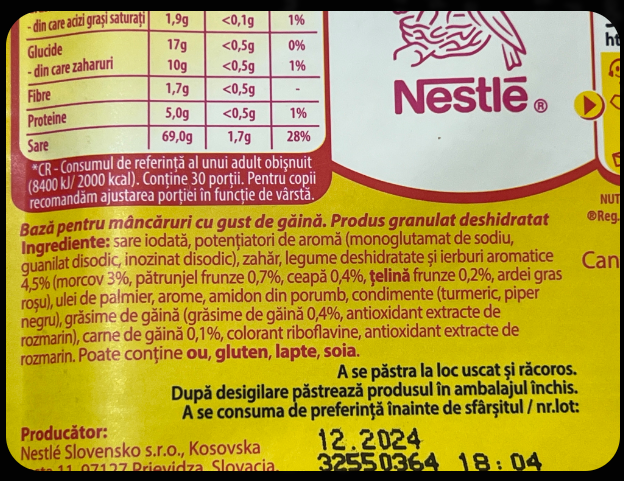 - din care acizi grași saturați 1,9g <0,1g 1%
Glucide 17g <0,5g 0%
- din care zaharuri 10g <0,5g 1%
Fibre 1,7g <0,5g -
Proteine 5,0g <0,5g 1%
Sare 69,0g 1,7g 28%
*CR - Consumul de referință al unui adult obișnuit
(8400 kJ/ 2000 kcal). Conține 30 porții. Pentru copii
recomandăm ajustarea porției în funcție de vârstă.
Nestlé ®
NUT
®Reg.
Can
Bază pentru mâncăruri cu gust de găină. Produs granulat deshidratat
Ingrediente: sare iodată, potențiatori de aromă (monoglutamat de sodiu,
guanilat disodic, inozinat disodic), zahăr, legume deshidratate și ierburi aromatice
4,5% (morcov 3%, pătrunjel frunze 0,7%, ceapă 0,4%, țelină frunze 0,2%, ardei gras
roșu), ulei de palmier, arome, amidon din porumb, condimente (turmeric, piper
negru), grăsime de găină (grăsime de găină 0,4%, antioxidant extracte de
rozmarin), carne de găină 0,1%, colorant riboflavine, antioxidant extracte de
rozmarin. Poate conține ou, gluten, lapte, soia.
A se păstra la loc uscat și răcoros.
După desigilare păstrează produsul în ambalajul închis.
A se consuma de preferință înainte de sfârșitul / nr.lot:
12.2024
32550364 18:04
Producător:
Nestlé Slovensko s.r.o., Kosovska
11, 97127 Prievidza, Slovacia.